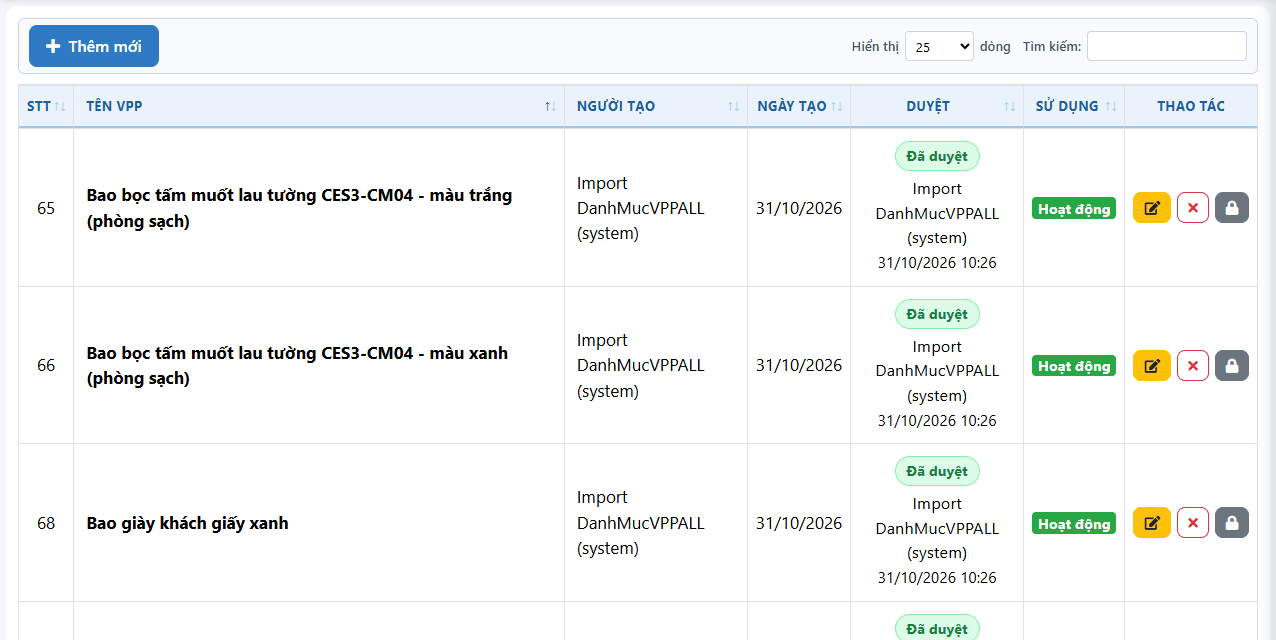 Thêm mới
Hiển thị 25 dòng Tìm kiếm:
STT TÊN VPP NGƯỜI TẠO NGÀY TẠO DUYỆT SỬ DỤNG THAO TÁC
65
Bao bọc tấm muốt lau tường CES3-CM04 - màu trắng
(phòng sạch)
Import
DanhMucVPPALL
(system)
31/10/2026
Đã duyệt
Import
DanhMucVPPALL
(system)
31/10/2026 10:26
Hoạt động
66
Bao bọc tấm muốt lau tường CES3-CM04 - màu xanh
(phòng sạch)
Import
DanhMucVPPALL
(system)
31/10/2026
Đã duyệt
Import
DanhMucVPPALL
(system)
31/10/2026 10:26
Hoạt động
68
Bao giày khách giấy xanh
Import
DanhMucVPPALL
(system)
31/10/2026
Đã duyệt
Import
DanhMucVPPALL
(system)
31/10/2026 10:26
Hoạt động
Đã duyệt